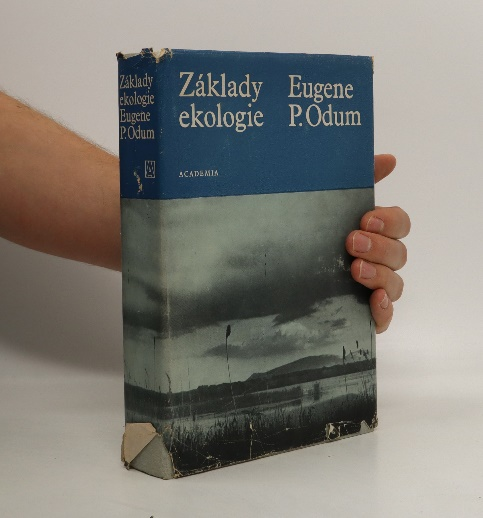 Základy
ekologie
Eugene
P. Odum
ACADEMIA
Základy
ekologie
Eugene
P. Odum